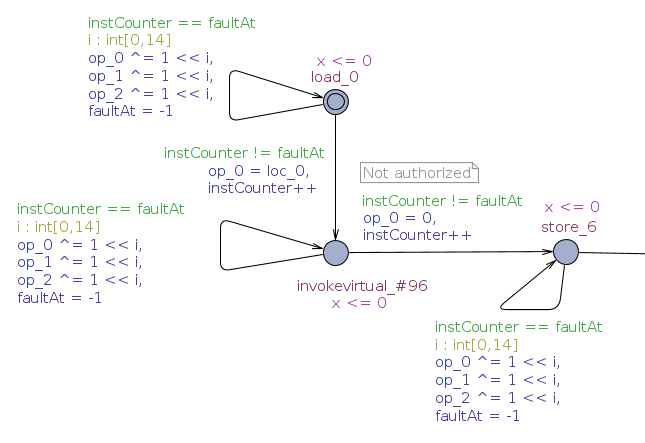 instCounter == faultAt
i : int[0,14]
op_0 ^= 1 << i,
op_1 ^= 1 << i,
op_2 ^= 1 << i,
faultAt = -1
x <= 0
load_0
instCounter != faultAt
op_0 = loc_0,
instCounter++
Not authorized
instCounter == faultAt
i : int[0,14]
op_0 ^= 1 << i,
op_1 ^= 1 << i,
op_2 ^= 1 << i,
faultAt = -1
instCounter != faultAt
op_0 = 0,
instCounter++
x <= 0
store_6
invokevirtual_#96
x <= 0
instCounter == faultAt
i : int[0,14]
op_0 ^= 1 << i,
op_1 ^= 1 << i,
op_2 ^= 1 << i,
faultAt = -1